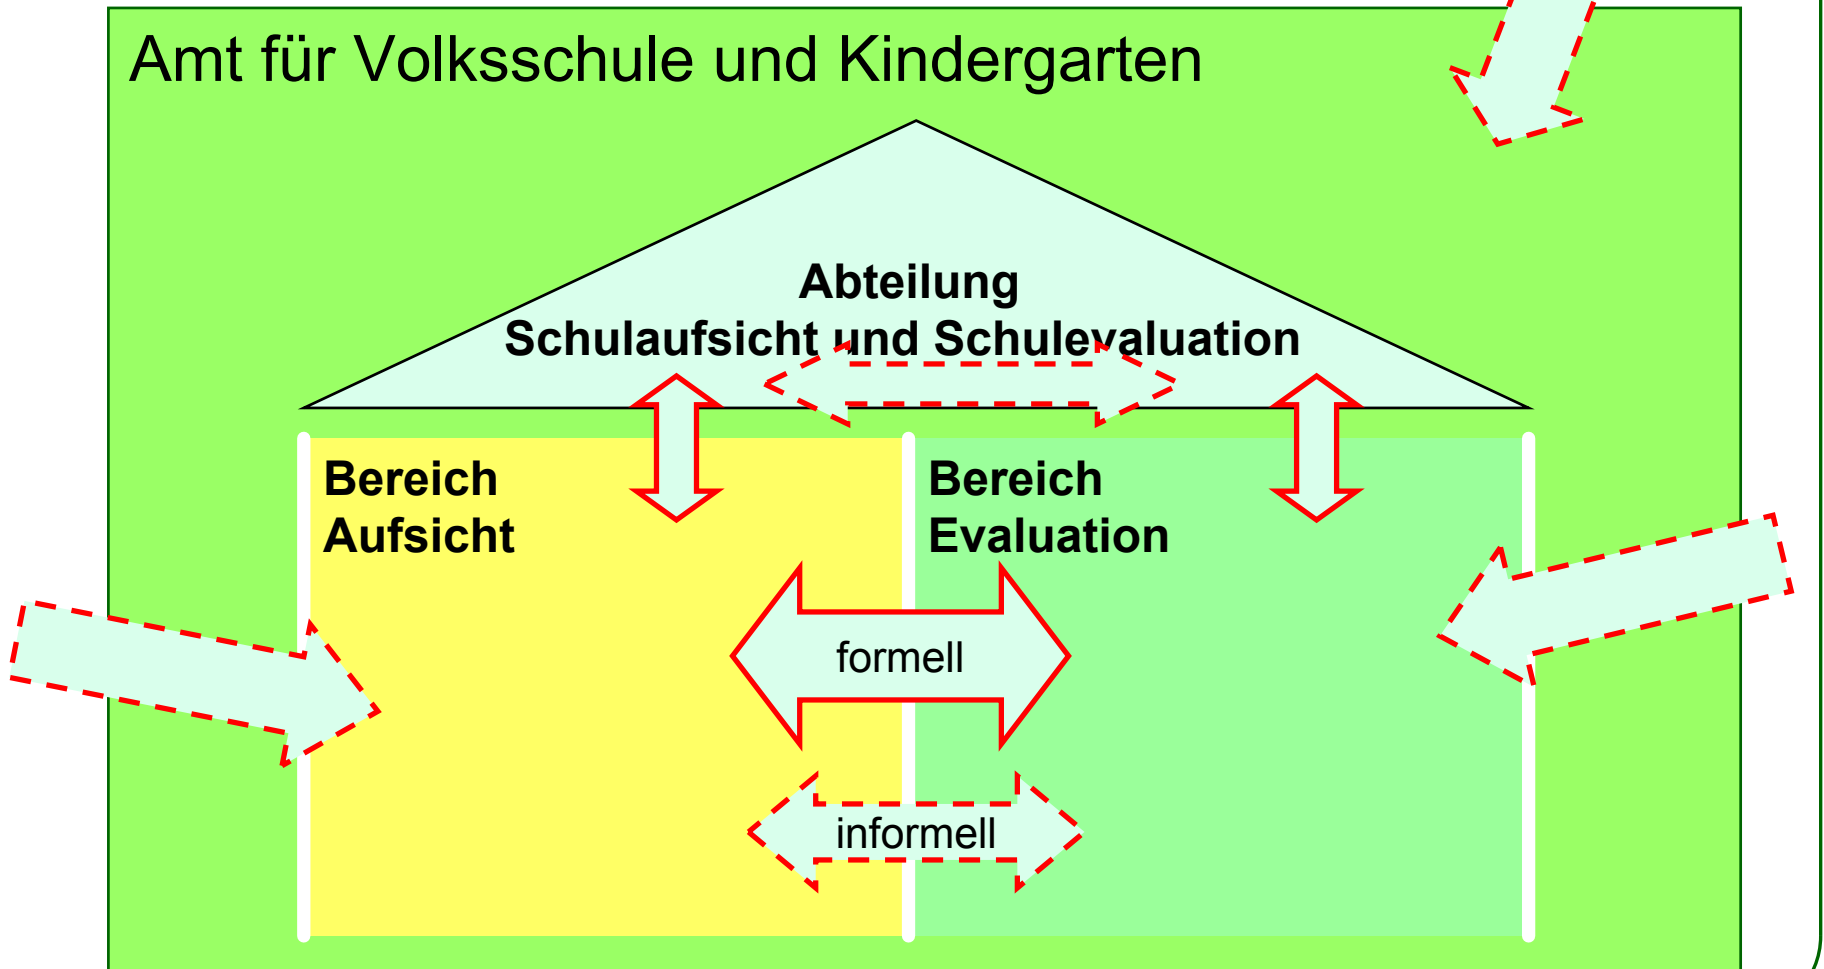 Amt für Volksschule und Kindergarten
Abteilung
Schulaufsicht und Schulevaluation
Bereich
Aufsicht
Bereich
Evaluation
formell
informell